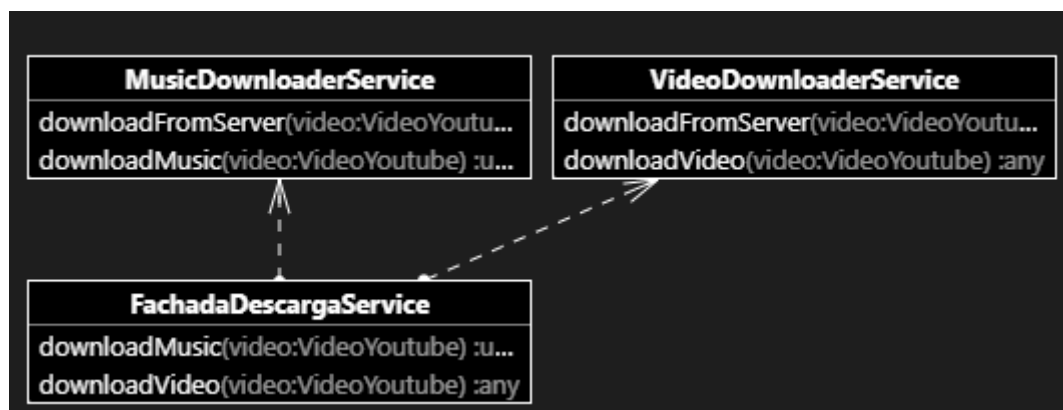 MusicDownloaderService
downloadFromServer(video:VideoYoutu...
downloadMusic(video:VideoYoutube) :u...
VideoDownloaderService
downloadFromServer(video:VideoYoutu...
downloadVideo(video:VideoYoutube) :any
FachadaDescargaService
downloadMusic(video:VideoYoutube) :u...
downloadVideo(video:VideoYoutube) :any